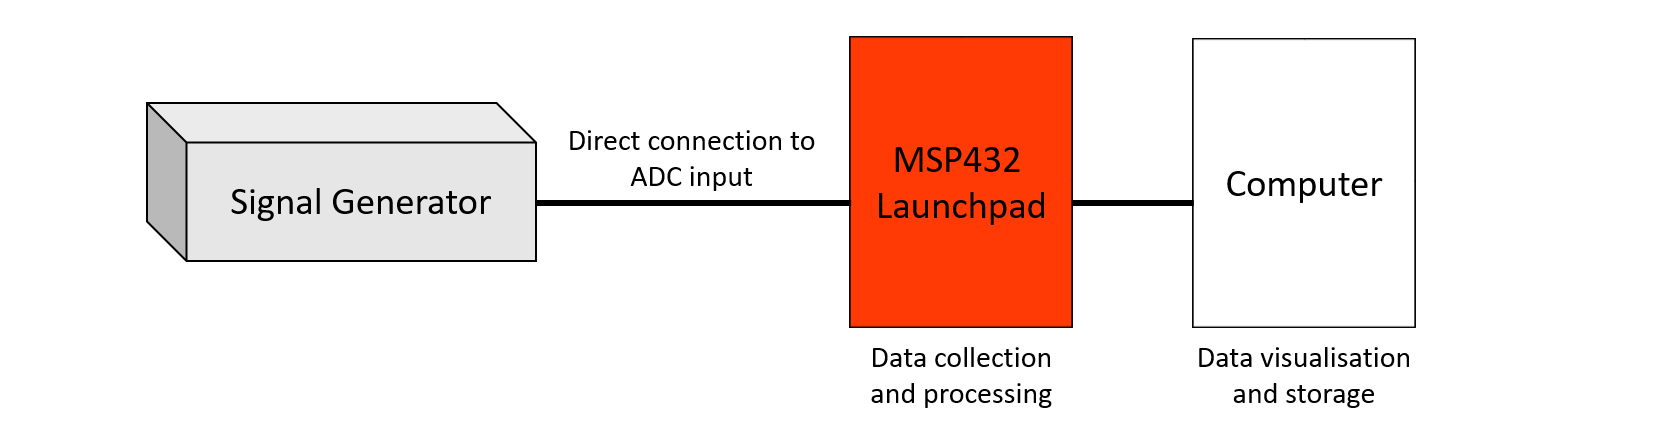 Signal Generator
Direct connection to
ADC input
MSP432
Launchpad
Data collection
and processing
Computer
Data visualisation
and storage